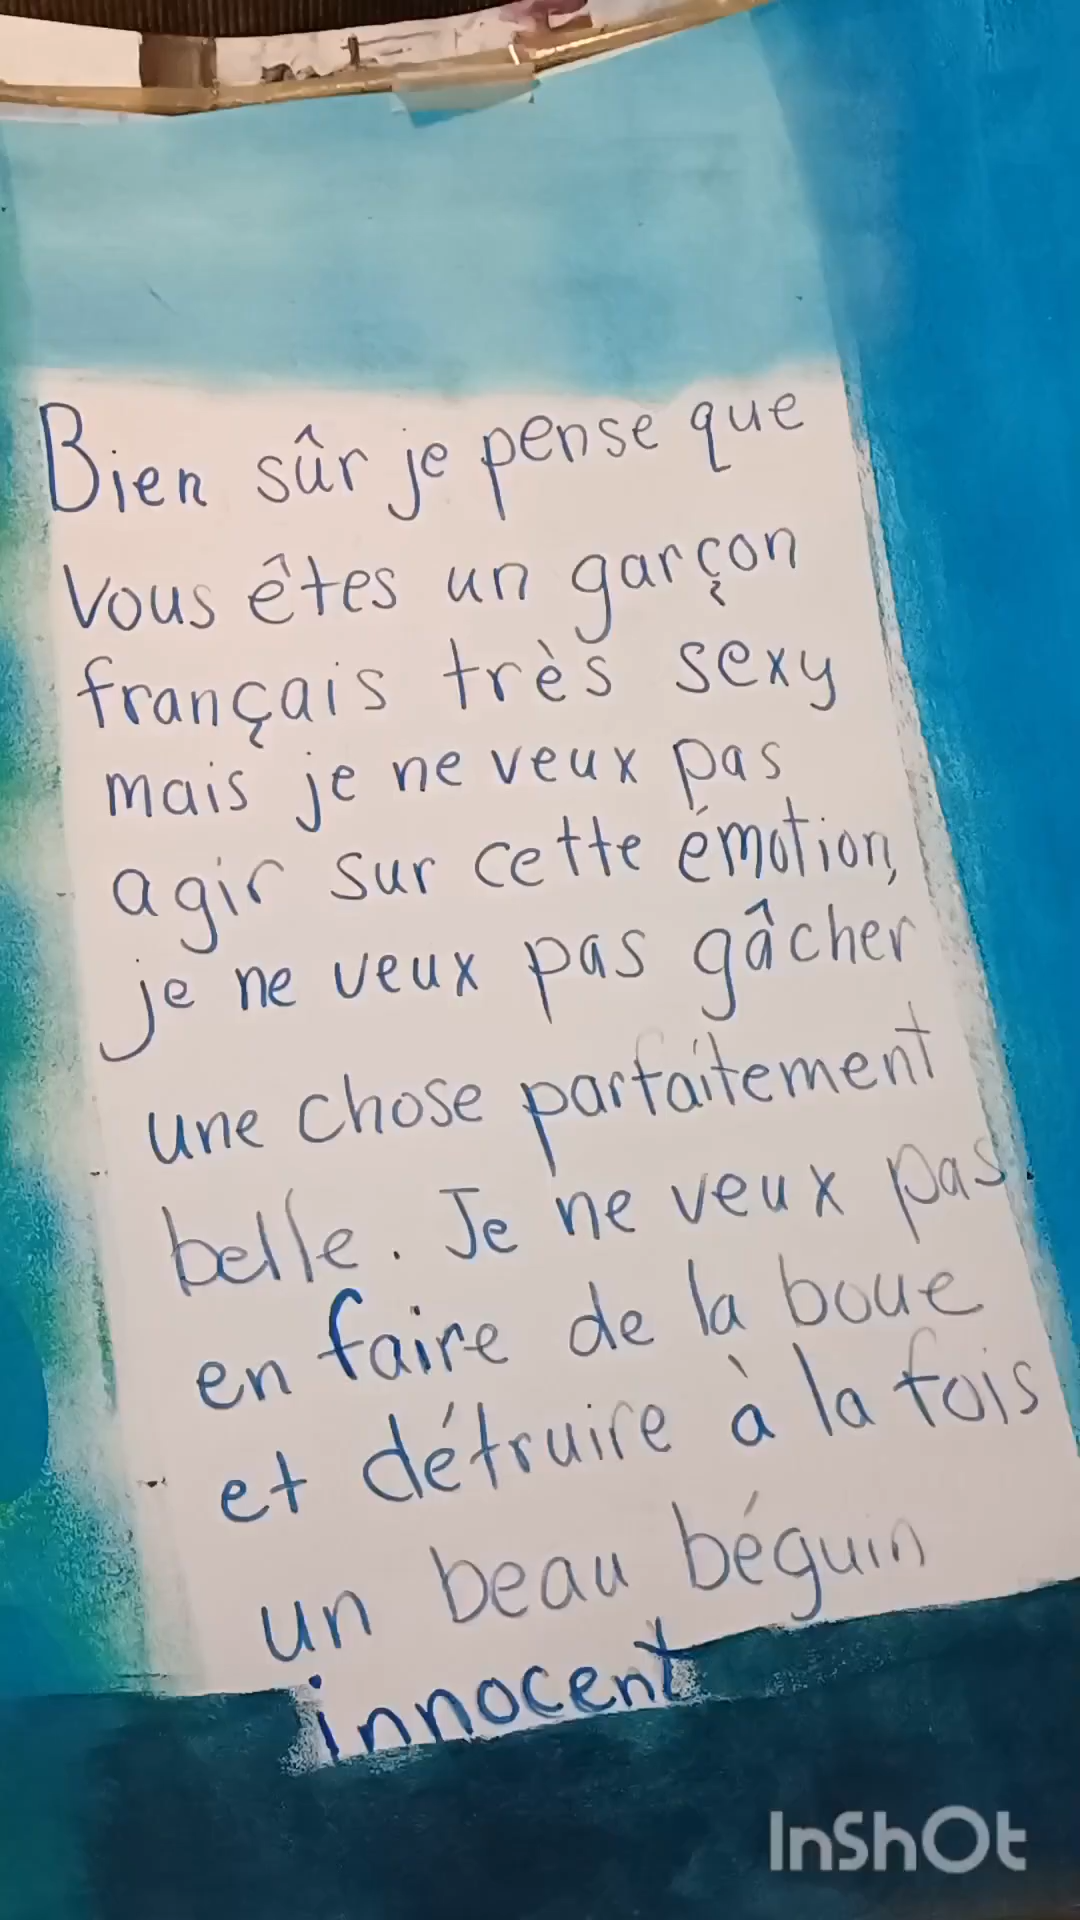 Bien sûr je pense que
vous êtes un garçon
français très sexy
mais je ne veux pas
agir sur cette émotion,
je ne veux pas gâcher
une chose parfaitement
belle. Je ne veux pas
en faire de la boue
et détruire à la fois
un beau béguin
innocent
InShOt